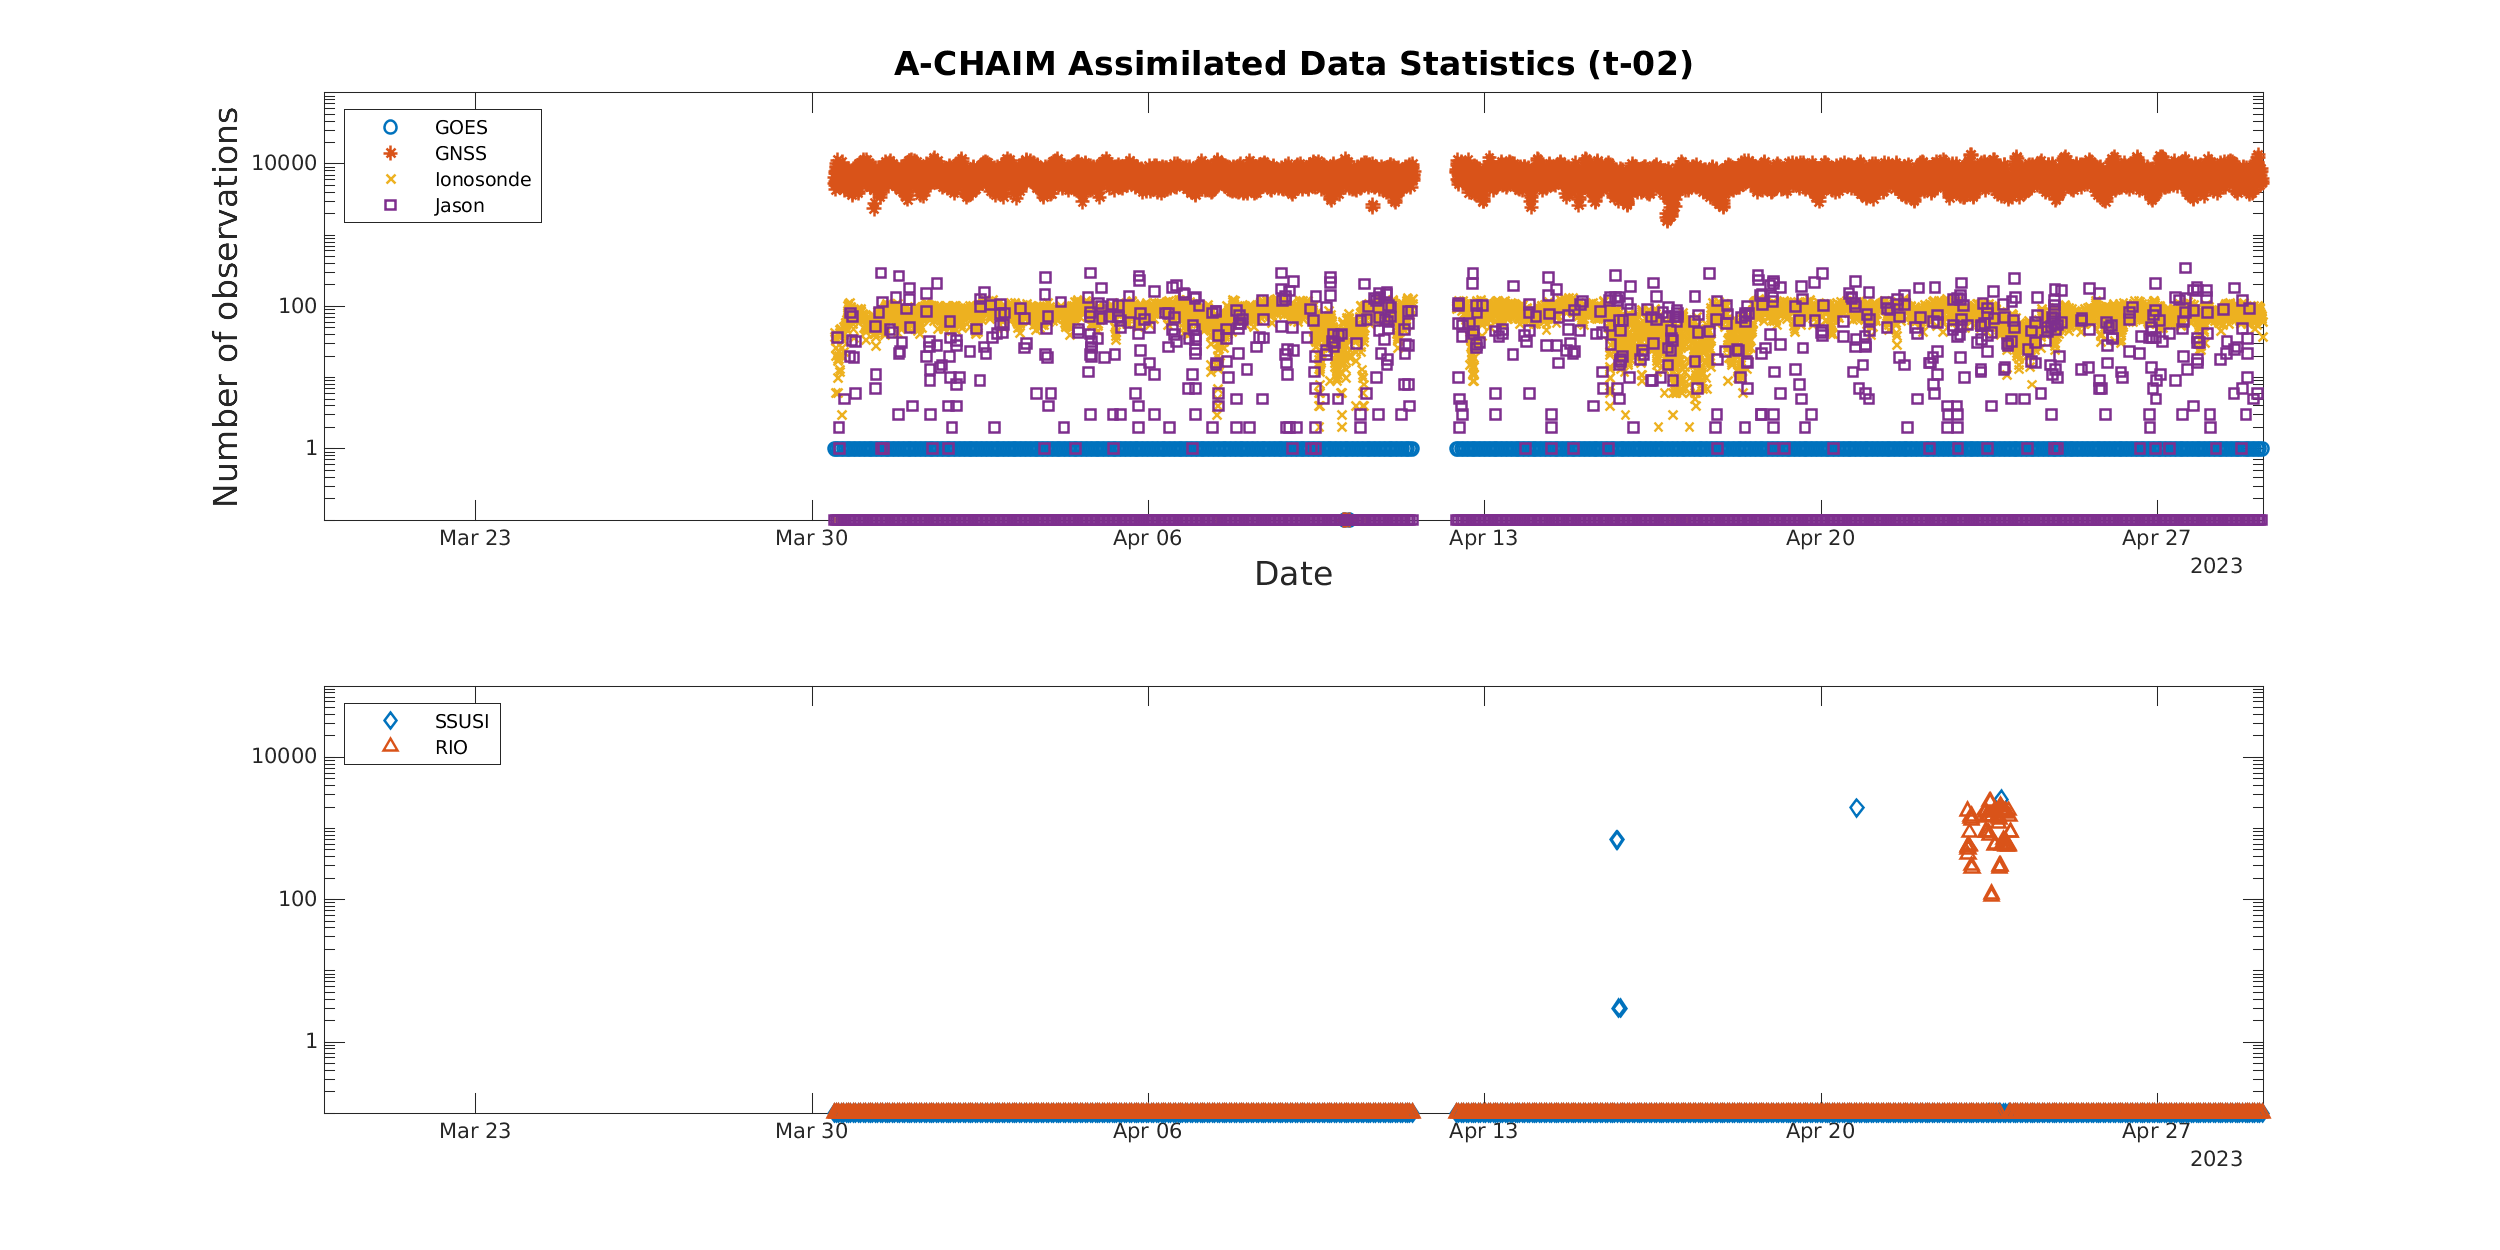 A-CHAIM Assimilated Data Statistics (t-02)
Number of observations
10000
100
1
GOES
GNSS
Ionosonde
Jason
Mar 23 Mar 30 Apr 06 Apr 13 Apr 20 Apr 27
2023
Date
10000
100
1
SSUSI
RIO
Mar 23 Mar 30 Apr 06 Apr 13 Apr 20 Apr 27
2023